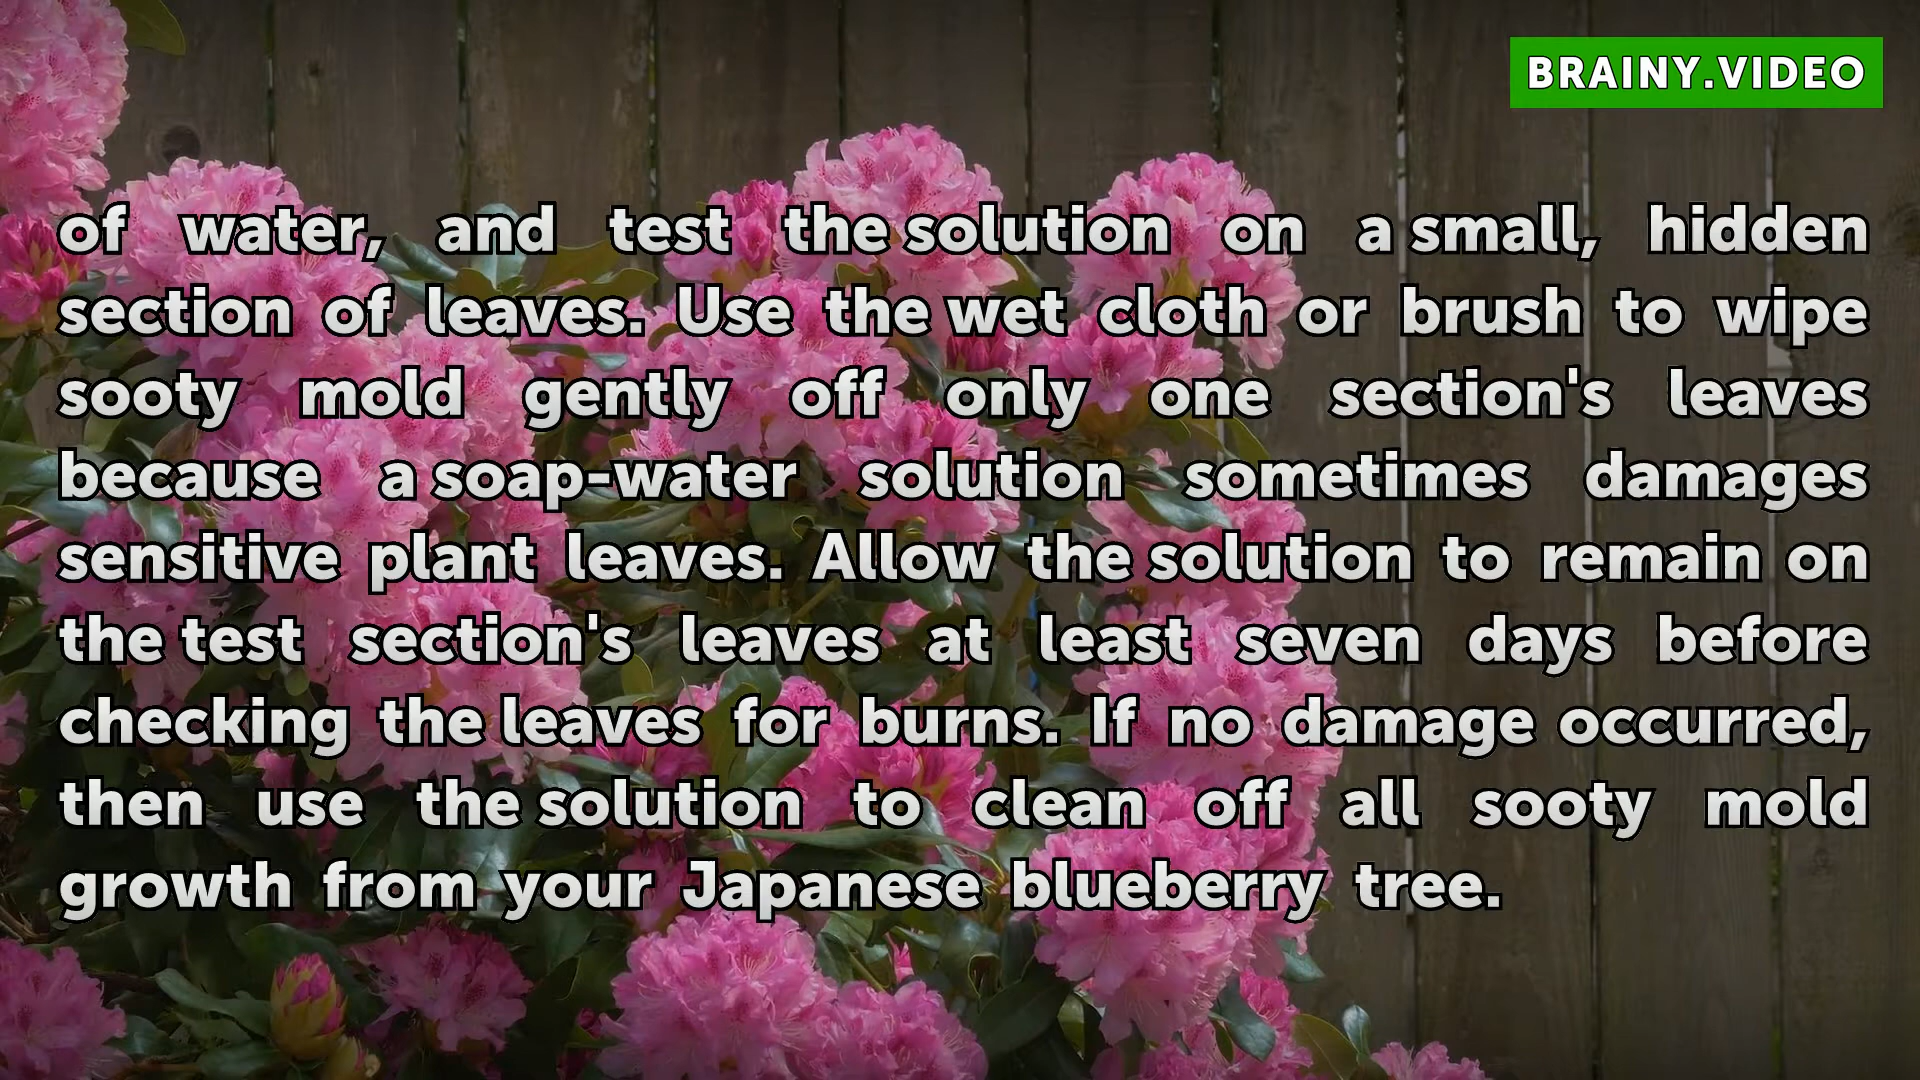 BRAINY.VIDEO
of water, and test the solution on a small, hidden
section of leaves. Use the wet cloth or brush to wipe
sooty mold gently off only one section's leaves
because a soap-water solution sometimes damages
sensitive plant leaves. Allow the solution to remain on
the test section's leaves at least seven days before
checking the leaves for burns. If no damage occurred,
then use the solution to clean off all sooty mold
growth from your Japanese blueberry tree.